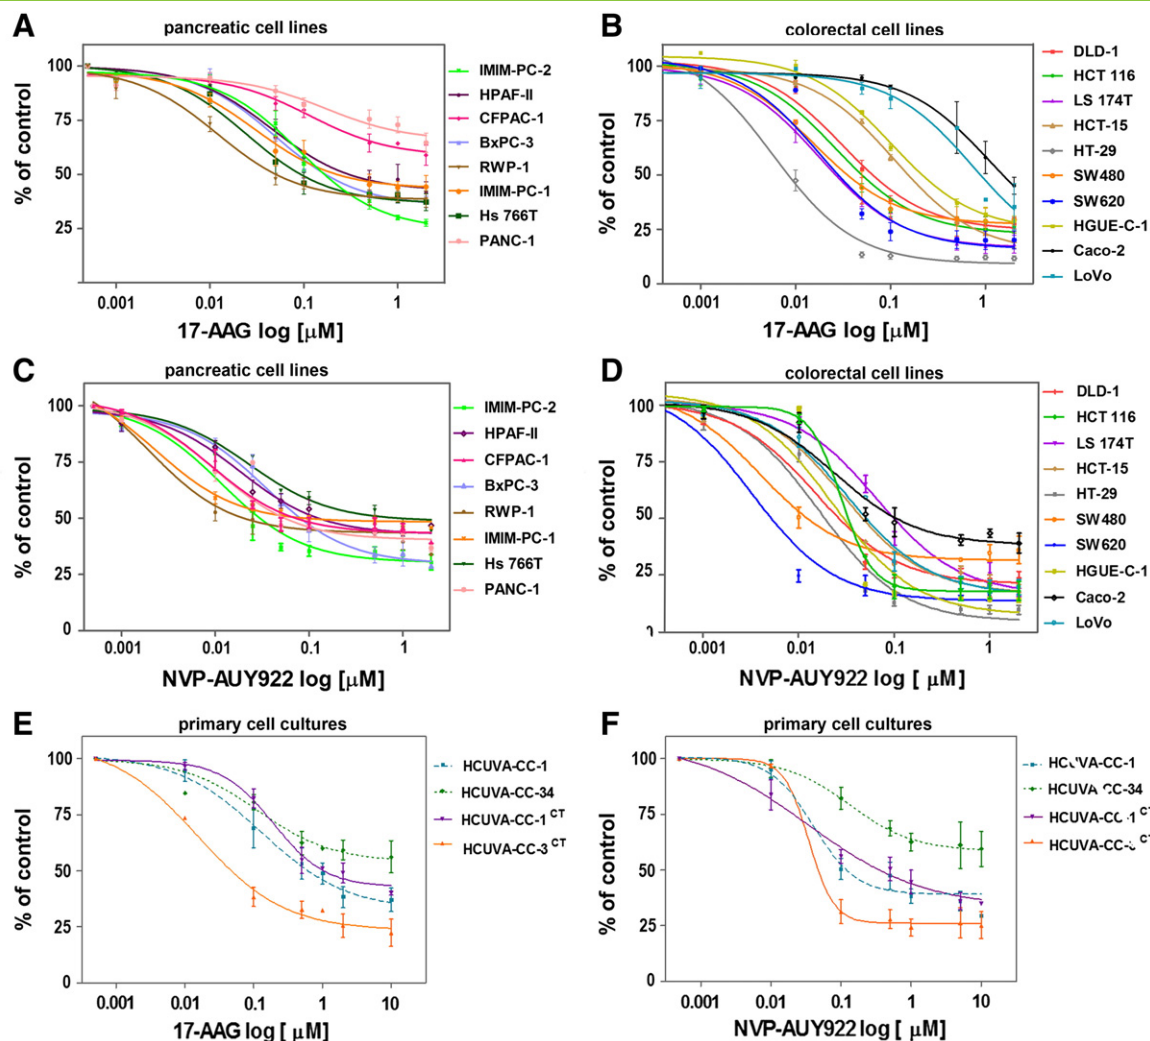 A
pancreatic cell lines
% of control
100
75
50
25
0.001
0.01
0.1
1
17-AAG log [μM]
IMIM-PC-2
HPAF-II
CFPAC-1
BxPC-3
RWP-1
IMIM-PC-1
Hs 766T
PANC-1
B
colorectal cell lines
% of control
100
75
50
25
0
0.001
0.01
0.1
1
17-AAG log [μM]
DLD-1
HCT 116
LS 174T
HCT-15
HT-29
SW480
SW620
HGUE-C-1
Caco-2
LoVo
C
pancreatic cell lines
% of control
100
75
50
25
0
0.001
0.01
0.1
1
NVP-AUY922 log [μM]
IMIM-PC-2
HPAF-II
CFPAC-1
BxPC-3
RWP-1
IMIM-PC-1
Hs 766T
PANC-1
D
colorectal cell lines
% of control
100
75
50
25
0.001
0.01
0.1
1
NVP-AUY922 log [ μM]
DLD-1
HCT 116
LS 174T
HCT-15
HT-29
SW480
SW620
HGUE-C-1
Caco-2
LoVo
E
primary cell cultures
% of control
100
75
50
25
0
0.001
0.01
0.1
1
10
17-AAG log [ μM]
HCUVA-CC-1
HCUVA-CC-34
HCUVA-CC-1 CT
HCUVA-CC-3 CT
F
primary cell cultures
% of control
100
75
50
25
0
0.001
0.01
0.1
1
10
NVP-AUY922 log [ μM]
HCUVA-CC-1
HCUVA-CC-34
HCUVA-CC-1 CT